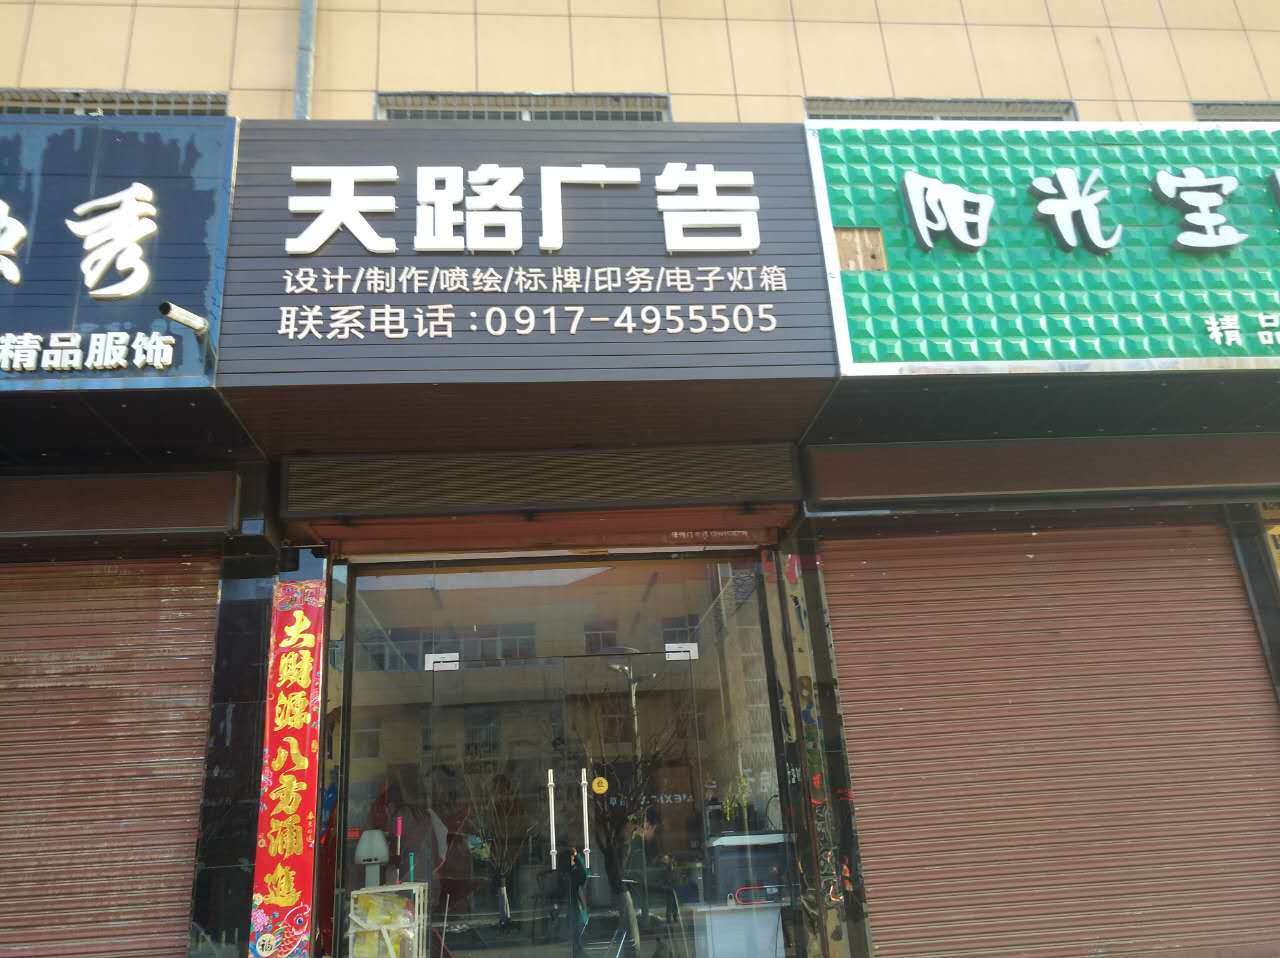 秀
精品服饰
天路广告
设计/制作/喷绘/标牌/印务/电子灯箱
联系电话:0917-4955505
阳光宝
精品
大财源八方涌進
福